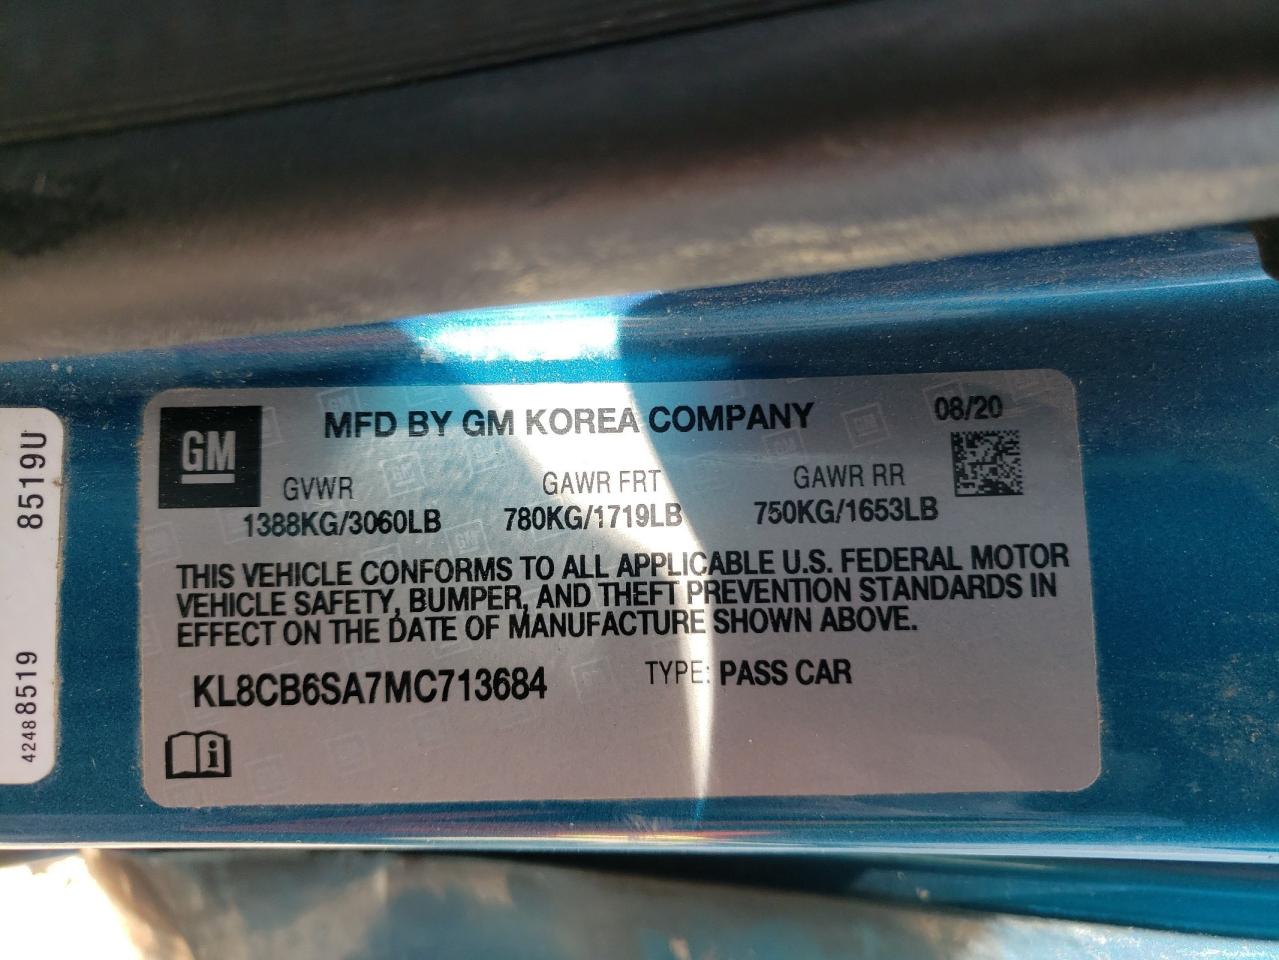 GM
MFD BY GM KOREA COMPANY
08/20
GVWR GAWR FRT GAWR RR
1388KG/3060LB 780KG/1719LB 750KG/1653LB
THIS VEHICLE CONFORMS TO ALL APPLICABLE U.S. FEDERAL MOTOR
VEHICLE SAFETY, BUMPER, AND THEFT PREVENTION STANDARDS IN
EFFECT ON THE DATE OF MANUFACTURE SHOWN ABOVE.
KL8CB6SA7MC713684 TYPE: PASS CAR
8519U
42488519